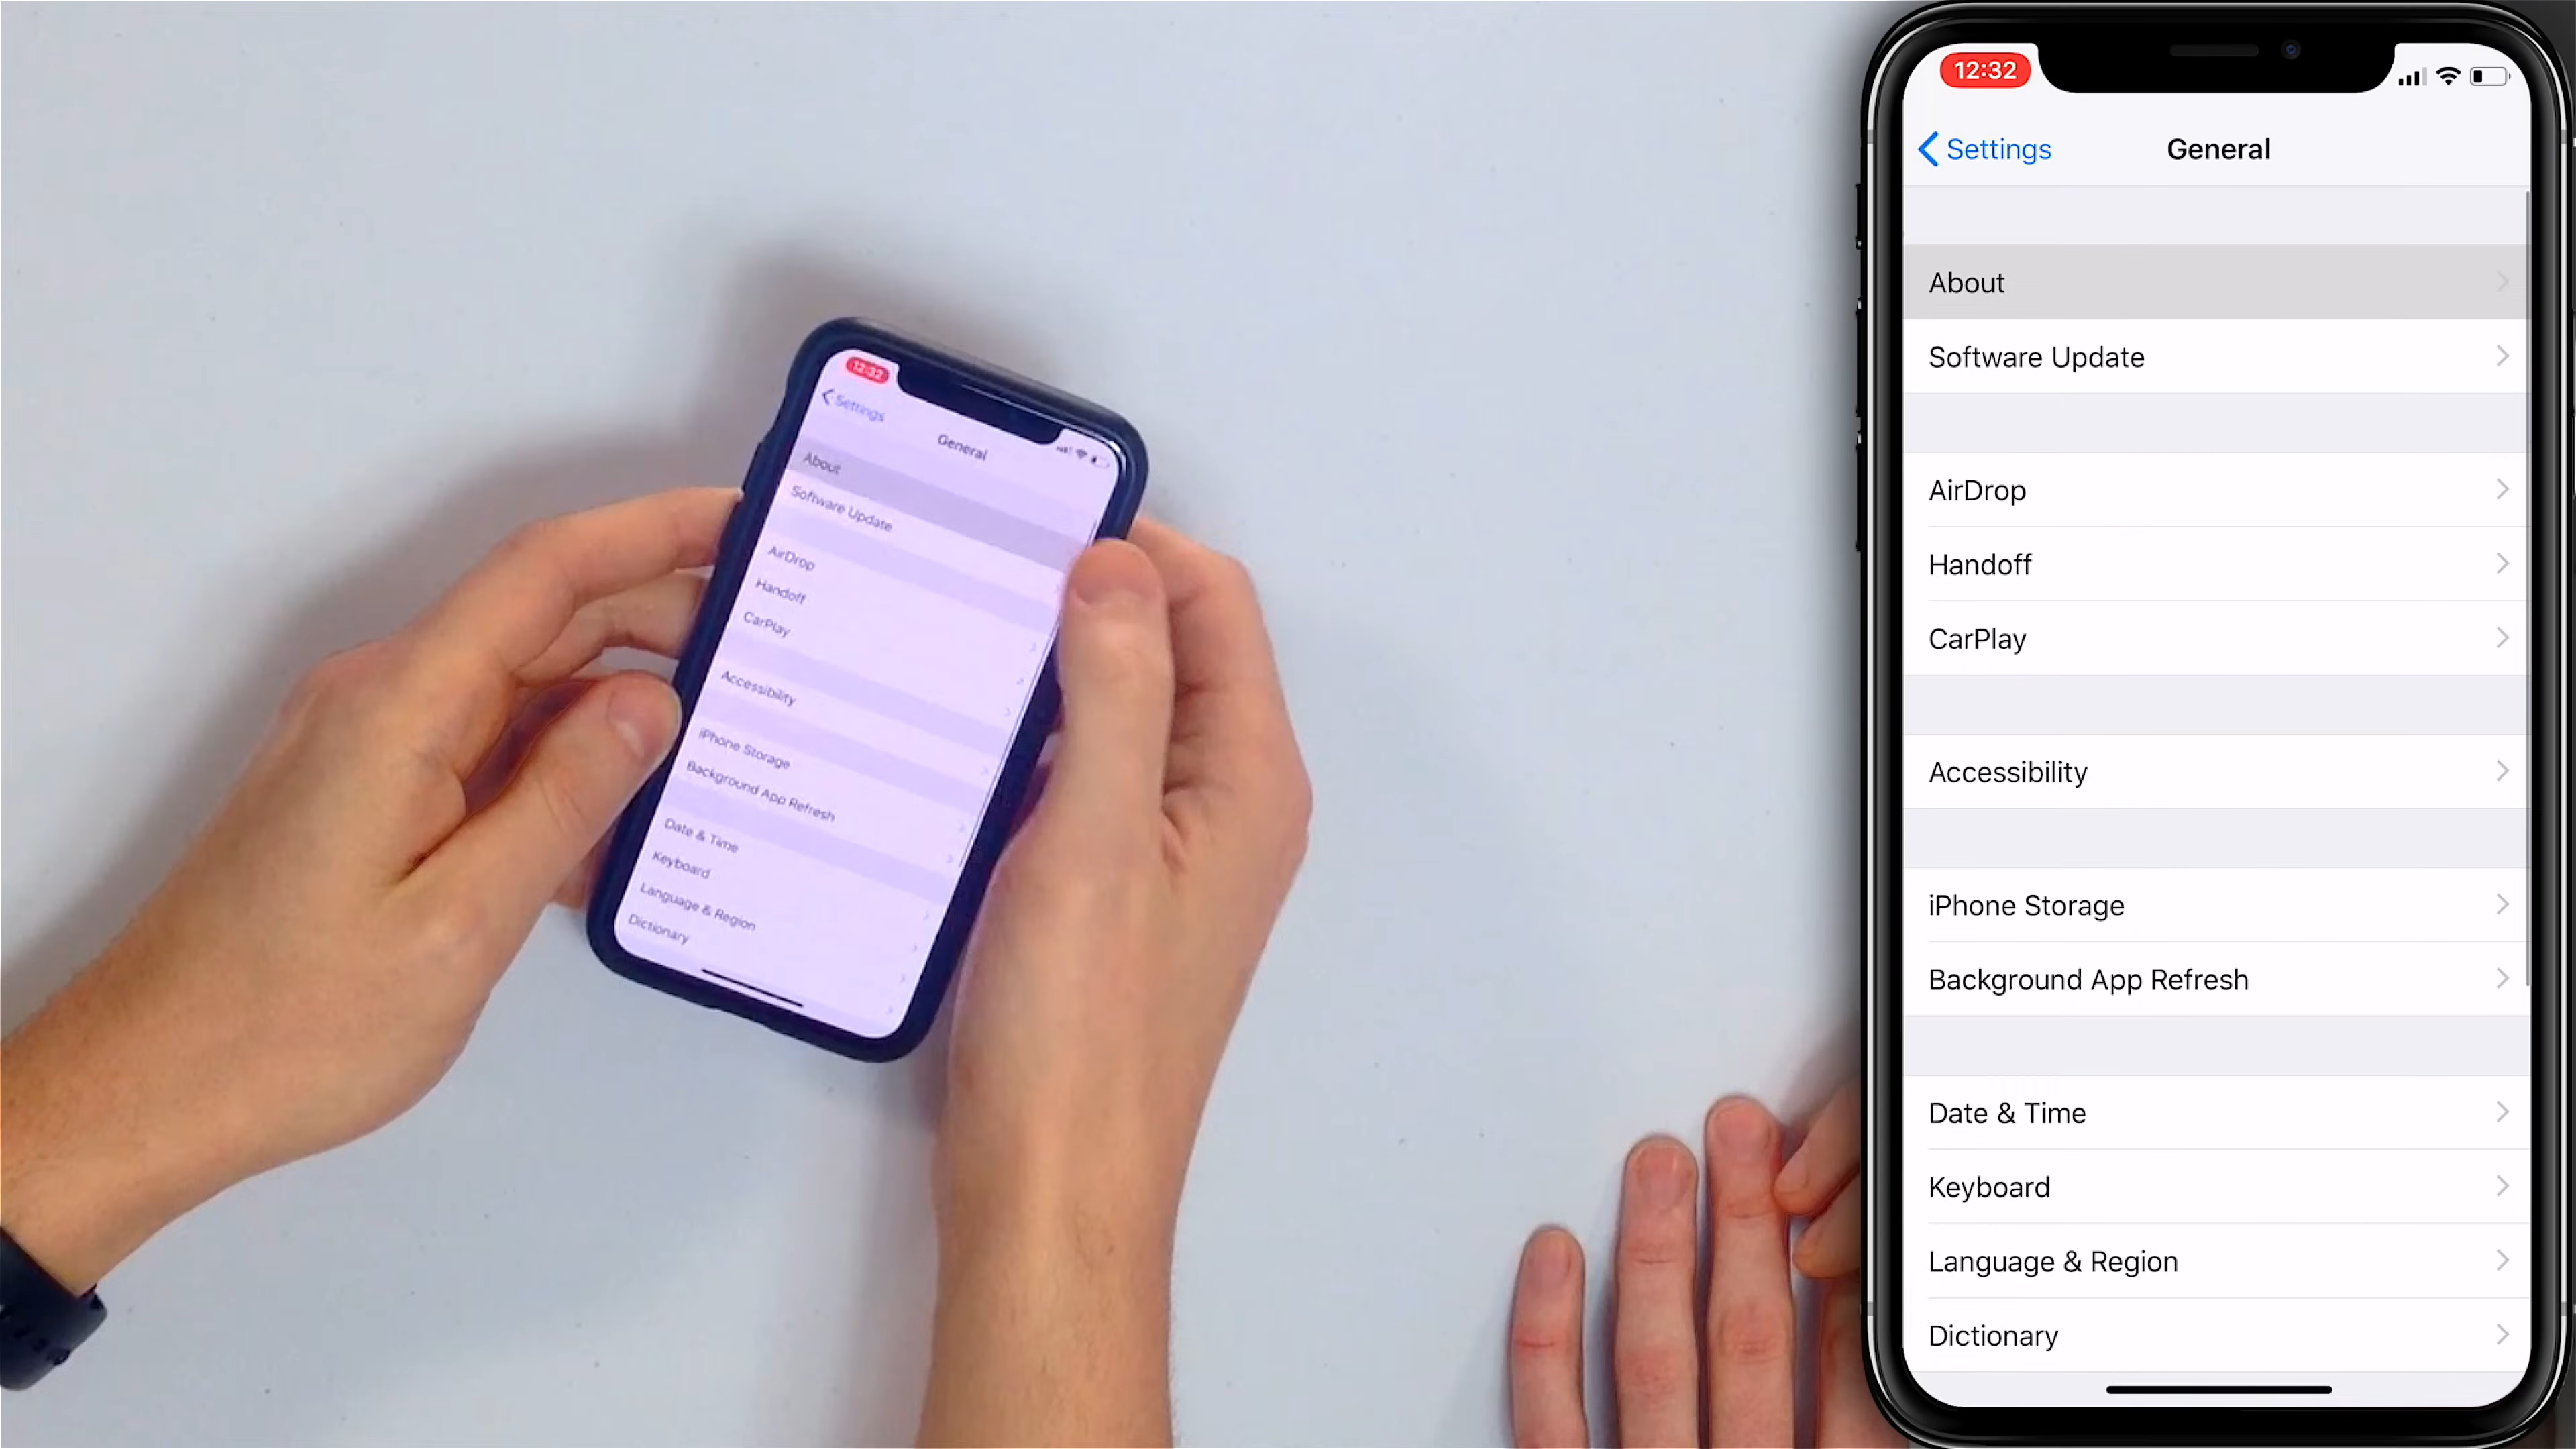 12:32
Settings
General
About
Software Update
AirDrop
Handoff
CarPlay
Accessibility
iPhone Storage
Background App Refresh
Date & Time
Keyboard
Language & Region
Dictionary
12:32
Settings
General
About
Software Update
AirDrop
Handoff
CarPlay
Accessibility
iPhone Storage
Background App Refresh
Date & Time
Keyboard
Language & Region
Dictionary